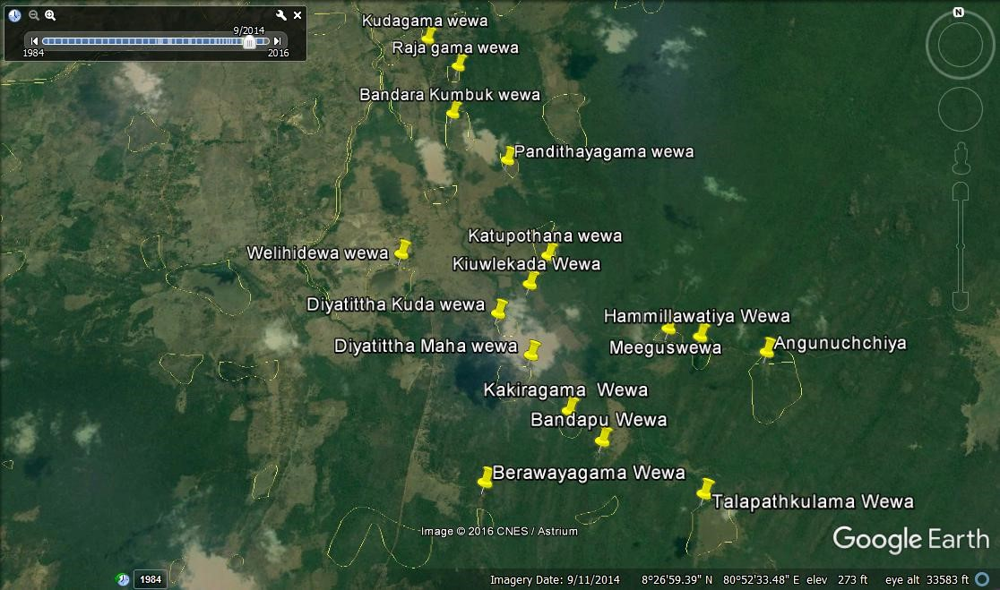 9/2014
1984
2016
N
Kudagama wewa
Raja gama wewa
Bandara Kumbuk wewa
Pandithayagama wewa
Katupothana wewa
Welihidewa wewa
Kiuwlekada Wewa
Diyatittha Kuda wewa
Hammillawatiya Wewa
Diyatittha Maha wewa
Meeguswewa
Angunuchchiya
Kakiragama Wewa
Bandapu Wewa
Berawayagama Wewa
Talapathkulama Wewa
Image © 2016 CNES / Astrium
Google Earth
1984
Imagery Date: 9/11/2014 8°26'59.39" N 80°52'33.48" E elev 273 ft eye alt 33583 ft